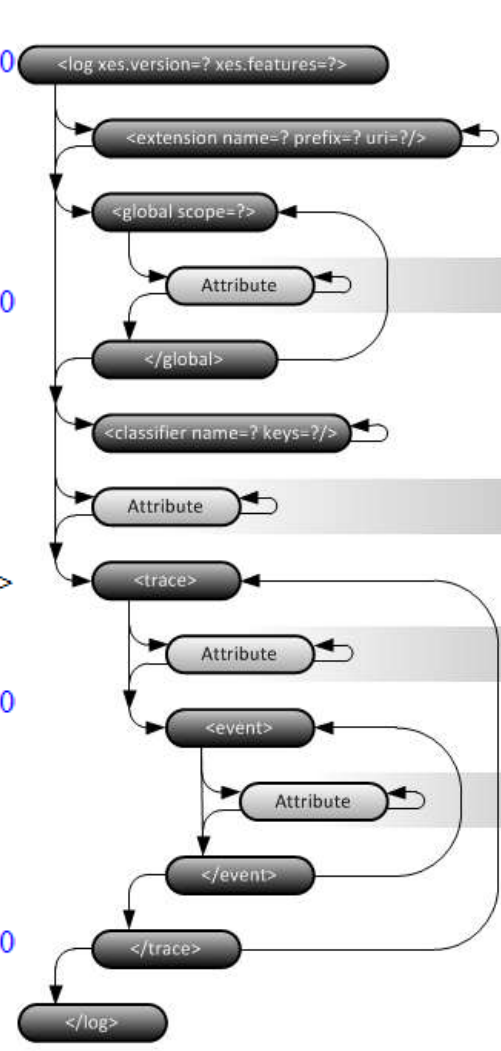 <log xes.version=? xes.features=?>
<extension name=? prefix=? uri=?/>
<global scope=?>
Attribute
</global>
<classifier name=? keys=?/>
Attribute
<trace>
>
Attribute
<event>
Attribute
</event>
</trace>
</log>